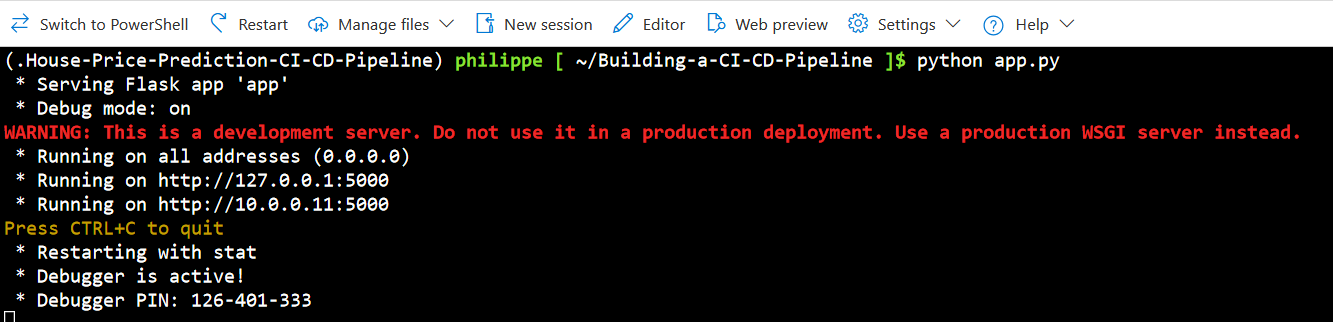 Switch to PowerShell Restart Manage files New session Editor Web preview Settings Help
(.House-Price-Prediction-CI-CD-Pipeline) philippe [ ~/Building-a-CI-CD-Pipeline ]$ python app.py
 * Serving Flask app 'app'
 * Debug mode: on
WARNING: This is a development server. Do not use it in a production deployment. Use a production WSGI server instead.
 * Running on all addresses (0.0.0.0)
 * Running on http://127.0.0.1:5000
 * Running on http://10.0.0.11:5000
Press CTRL+C to quit
 * Restarting with stat
 * Debugger is active!
 * Debugger PIN: 126-401-333